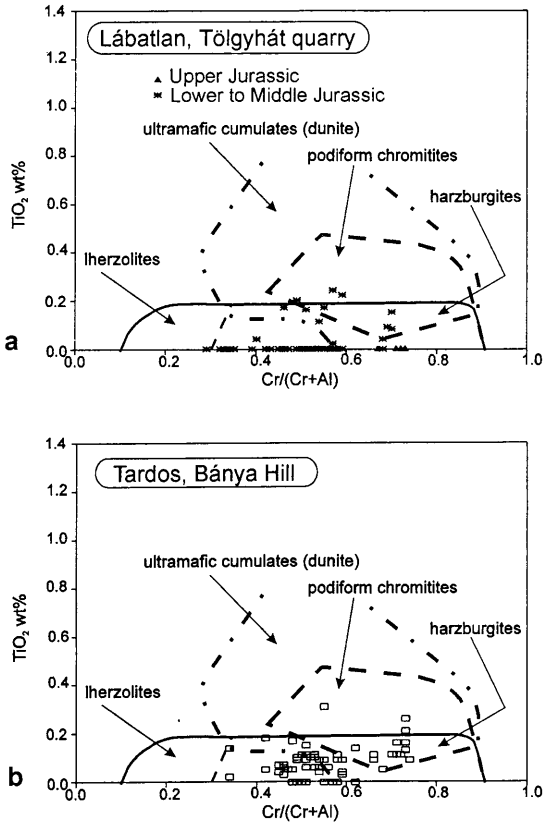 1.4
Lábatlan, Tölgyhát quarry
1.2
Upper Jurassic
1.0
Lower to Middle Jurassic
ultramafic cumulates (dunite)
0.8
podiform chromitites
TiO2 wt%
0.6
harzburgites
0.4
lherzolites
0.2
a
0.0
0.0
0.2
0.4
0.6
0.8
1.0
Cr/(Cr+Al)
1.4
Tardos, Bánya Hill
1.2
1.0
ultramafic cumulates (dunite)
0.8
podiform chromitites
TiO2 wt%
0.6
harzburgites
0.4
lherzolites
0.2
b
0.0
0.0
0.2
0.4
0.6
0.8
1.0
Cr/(Cr+Al)